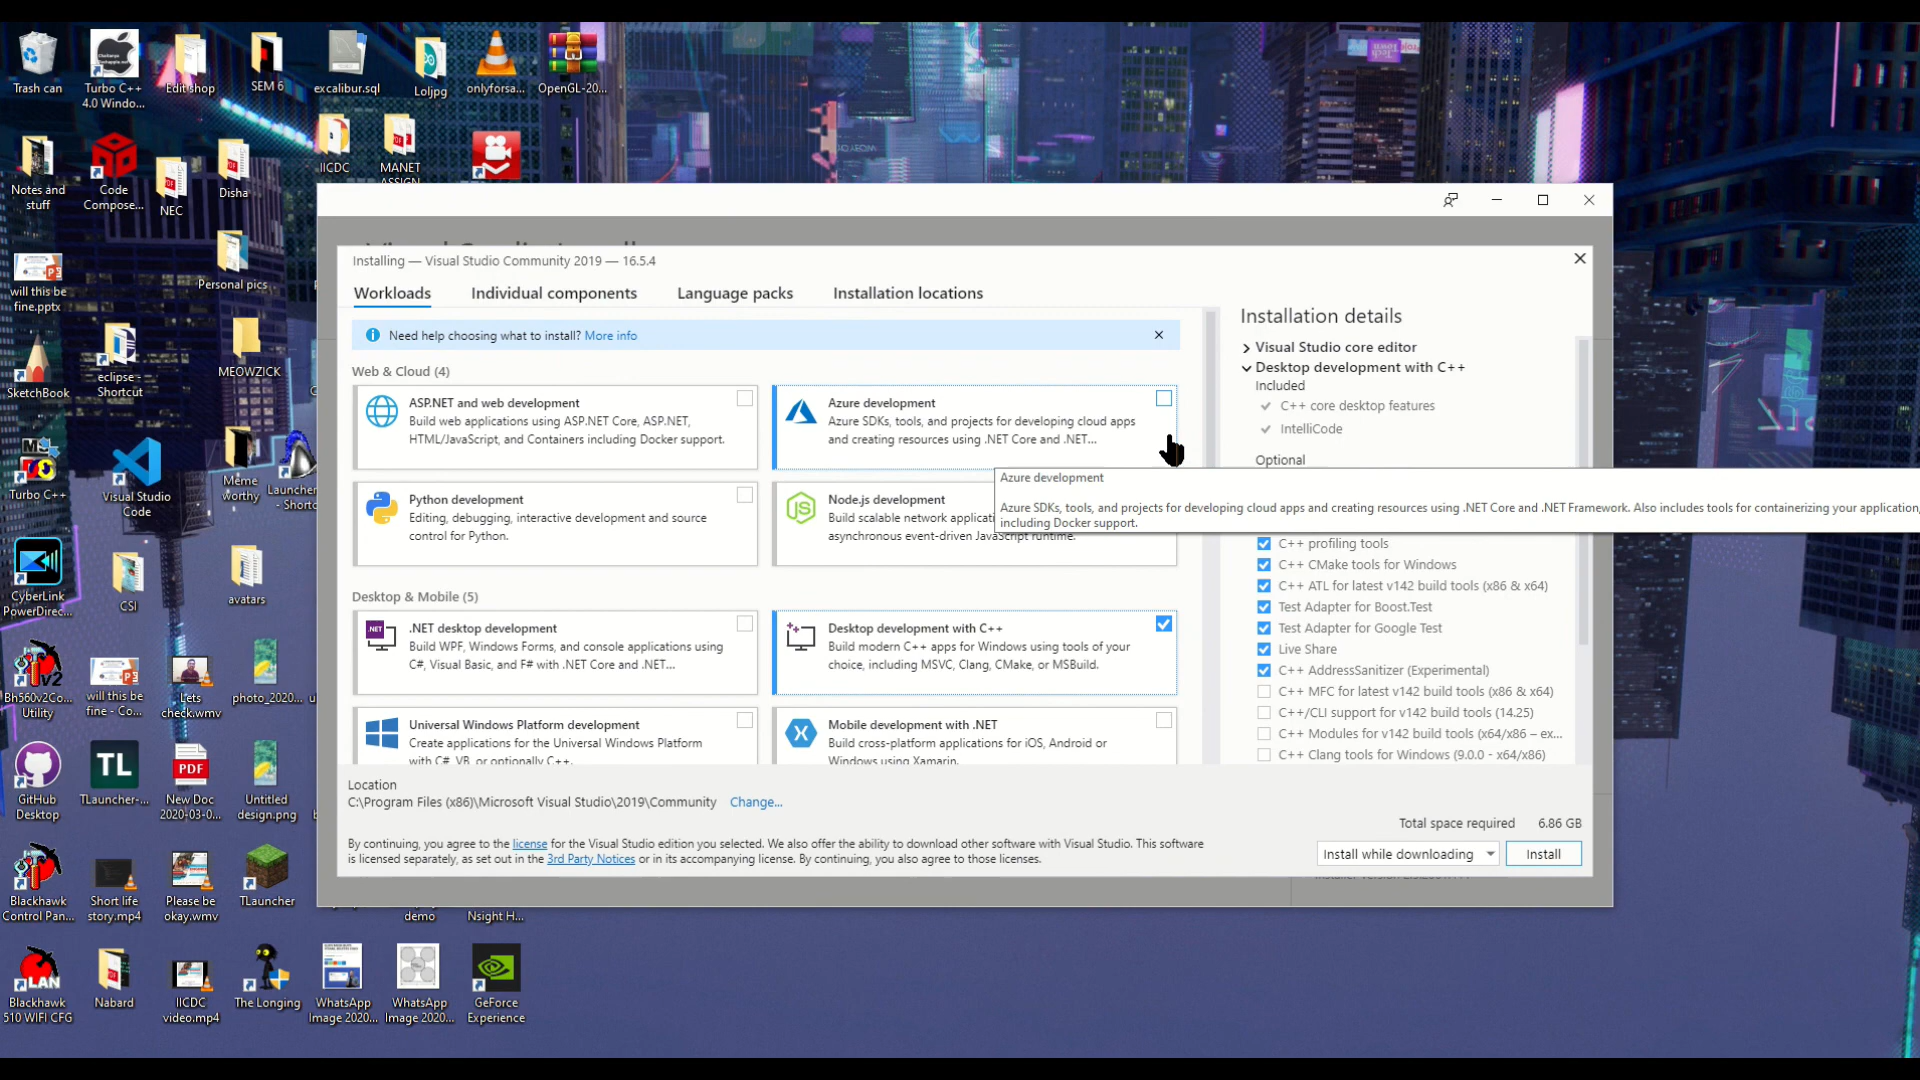 Trash can
Turbo C++
4.0 Windo...
Edit shop
SEM 6
excalibur.sql
Loljpg
onlyforsa...
OpenGL-20...
Notes and
stuff
Code
Compose...
NEC
Disha
IICDC
MANET
ASSIGN
will this be
fine.pptx
Personal pics
SketchBook
eclipse -
Shortcut
MEOWZICK
Turbo C++
Visual Studio
Code
Meme
worthy
Launcher
- Shortc
CyberLink
PowerDirec...
CSI
avatars
Bh560v2Co...
Utility
will this be
fine - Co...
Lets
check.wmv
photo_2020...
GitHub
Desktop
TL
TLauncher-...
PDF
New Doc
2020-03-0...
Untitled
design.png
Blackhawk
Control Pan...
Short life
story.mp4
Please be
okay.wmv
TLauncher
demo
Nsight H...
LAN
Blackhawk
510 WIFI CFG
Nabard
IICDC
video.mp4
The Longing
WhatsApp
Image 2020...
WhatsApp
Image 2020...
GeForce
Experience
Installing — Visual Studio Community 2019 — 16.5.4
Workloads
Individual components
Language packs
Installation locations
Need help choosing what to install? More info
Web & Cloud (4)
ASP.NET and web development
Build web applications using ASP.NET Core, ASP.NET,
HTML/JavaScript, and Containers including Docker support.
Azure development
Azure SDKs, tools, and projects for developing cloud apps
and creating resources using .NET Core and .NET...
Python development
Editing, debugging, interactive development and source
control for Python.
Node.js development
Build scalable network applicati
asynchronous event-driven JavaScript runtime.
Azure development
Azure SDKs, tools, and projects for developing cloud apps and creating resources using .NET Core and .NET Framework. Also includes tools for containerizing your application,
including Docker support.
Desktop & Mobile (5)
.NET
.NET desktop development
Build WPF, Windows Forms, and console applications using
C#, Visual Basic, and F# with .NET Core and .NET...
Desktop development with C++
Build modern C++ apps for Windows using tools of your
choice, including MSVC, Clang, CMake, or MSBuild.
Universal Windows Platform development
Create applications for the Universal Windows Platform
with C#, VB, or optionally C++.
Mobile development with .NET
Build cross-platform applications for iOS, Android or
Windows using Xamarin.
Installation details
Visual Studio core editor
Desktop development with C++
Included
C++ core desktop features
IntelliCode
Optional
C++ profiling tools
C++ CMake tools for Windows
C++ ATL for latest v142 build tools (x86 & x64)
Test Adapter for Boost.Test
Test Adapter for Google Test
Live Share
C++ AddressSanitizer (Experimental)
C++ MFC for latest v142 build tools (x86 & x64)
C++/CLI support for v142 build tools (14.25)
C++ Modules for v142 build tools (x64/x86 – ex...
C++ Clang tools for Windows (9.0.0 - x64/x86)
Location
C:\Program Files (x86)\Microsoft Visual Studio\2019\Community Change...
Total space required 6.86 GB
By continuing, you agree to the license for the Visual Studio edition you selected. We also offer the ability to download other software with Visual Studio. This software
is licensed separately, as set out in the 3rd Party Notices or in its accompanying license. By continuing, you also agree to those licenses.
Install while downloading
Install